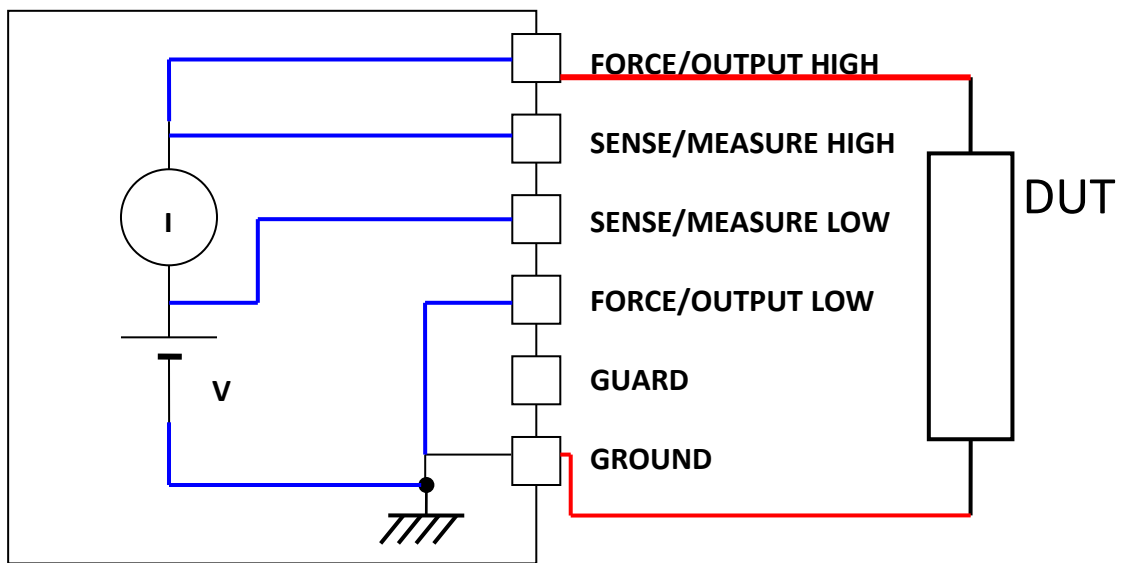 FORCE/OUTPUT HIGH
SENSE/MEASURE HIGH
DUT
I
SENSE/MEASURE LOW
FORCE/OUTPUT LOW
V
GUARD
GROUND